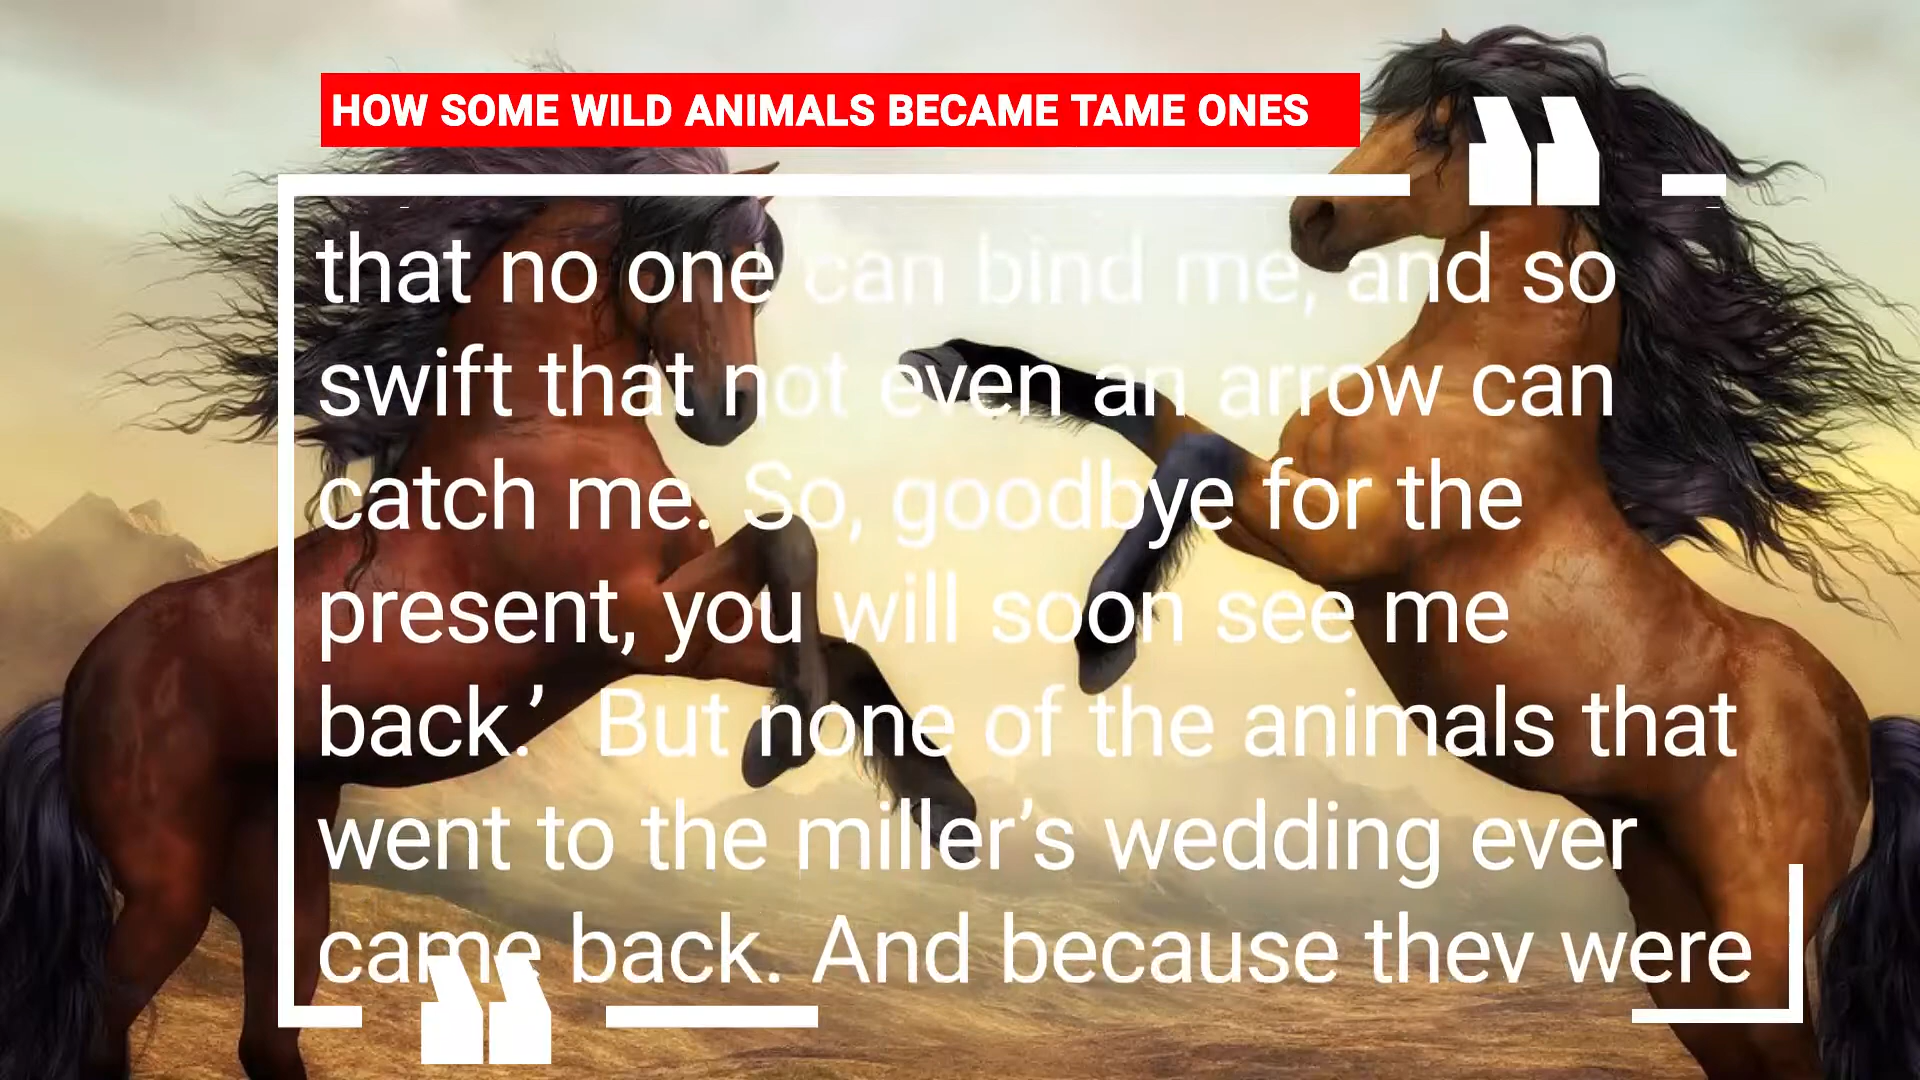 HOW SOME WILD ANIMALS BECAME TAME ONES
that no one can bind me, and so
swift that not even an arrow can
catch me. So, goodbye for the
present, you will soon see me
back.’ But none of the animals that
went to the miller’s wedding ever
came back. And because they were